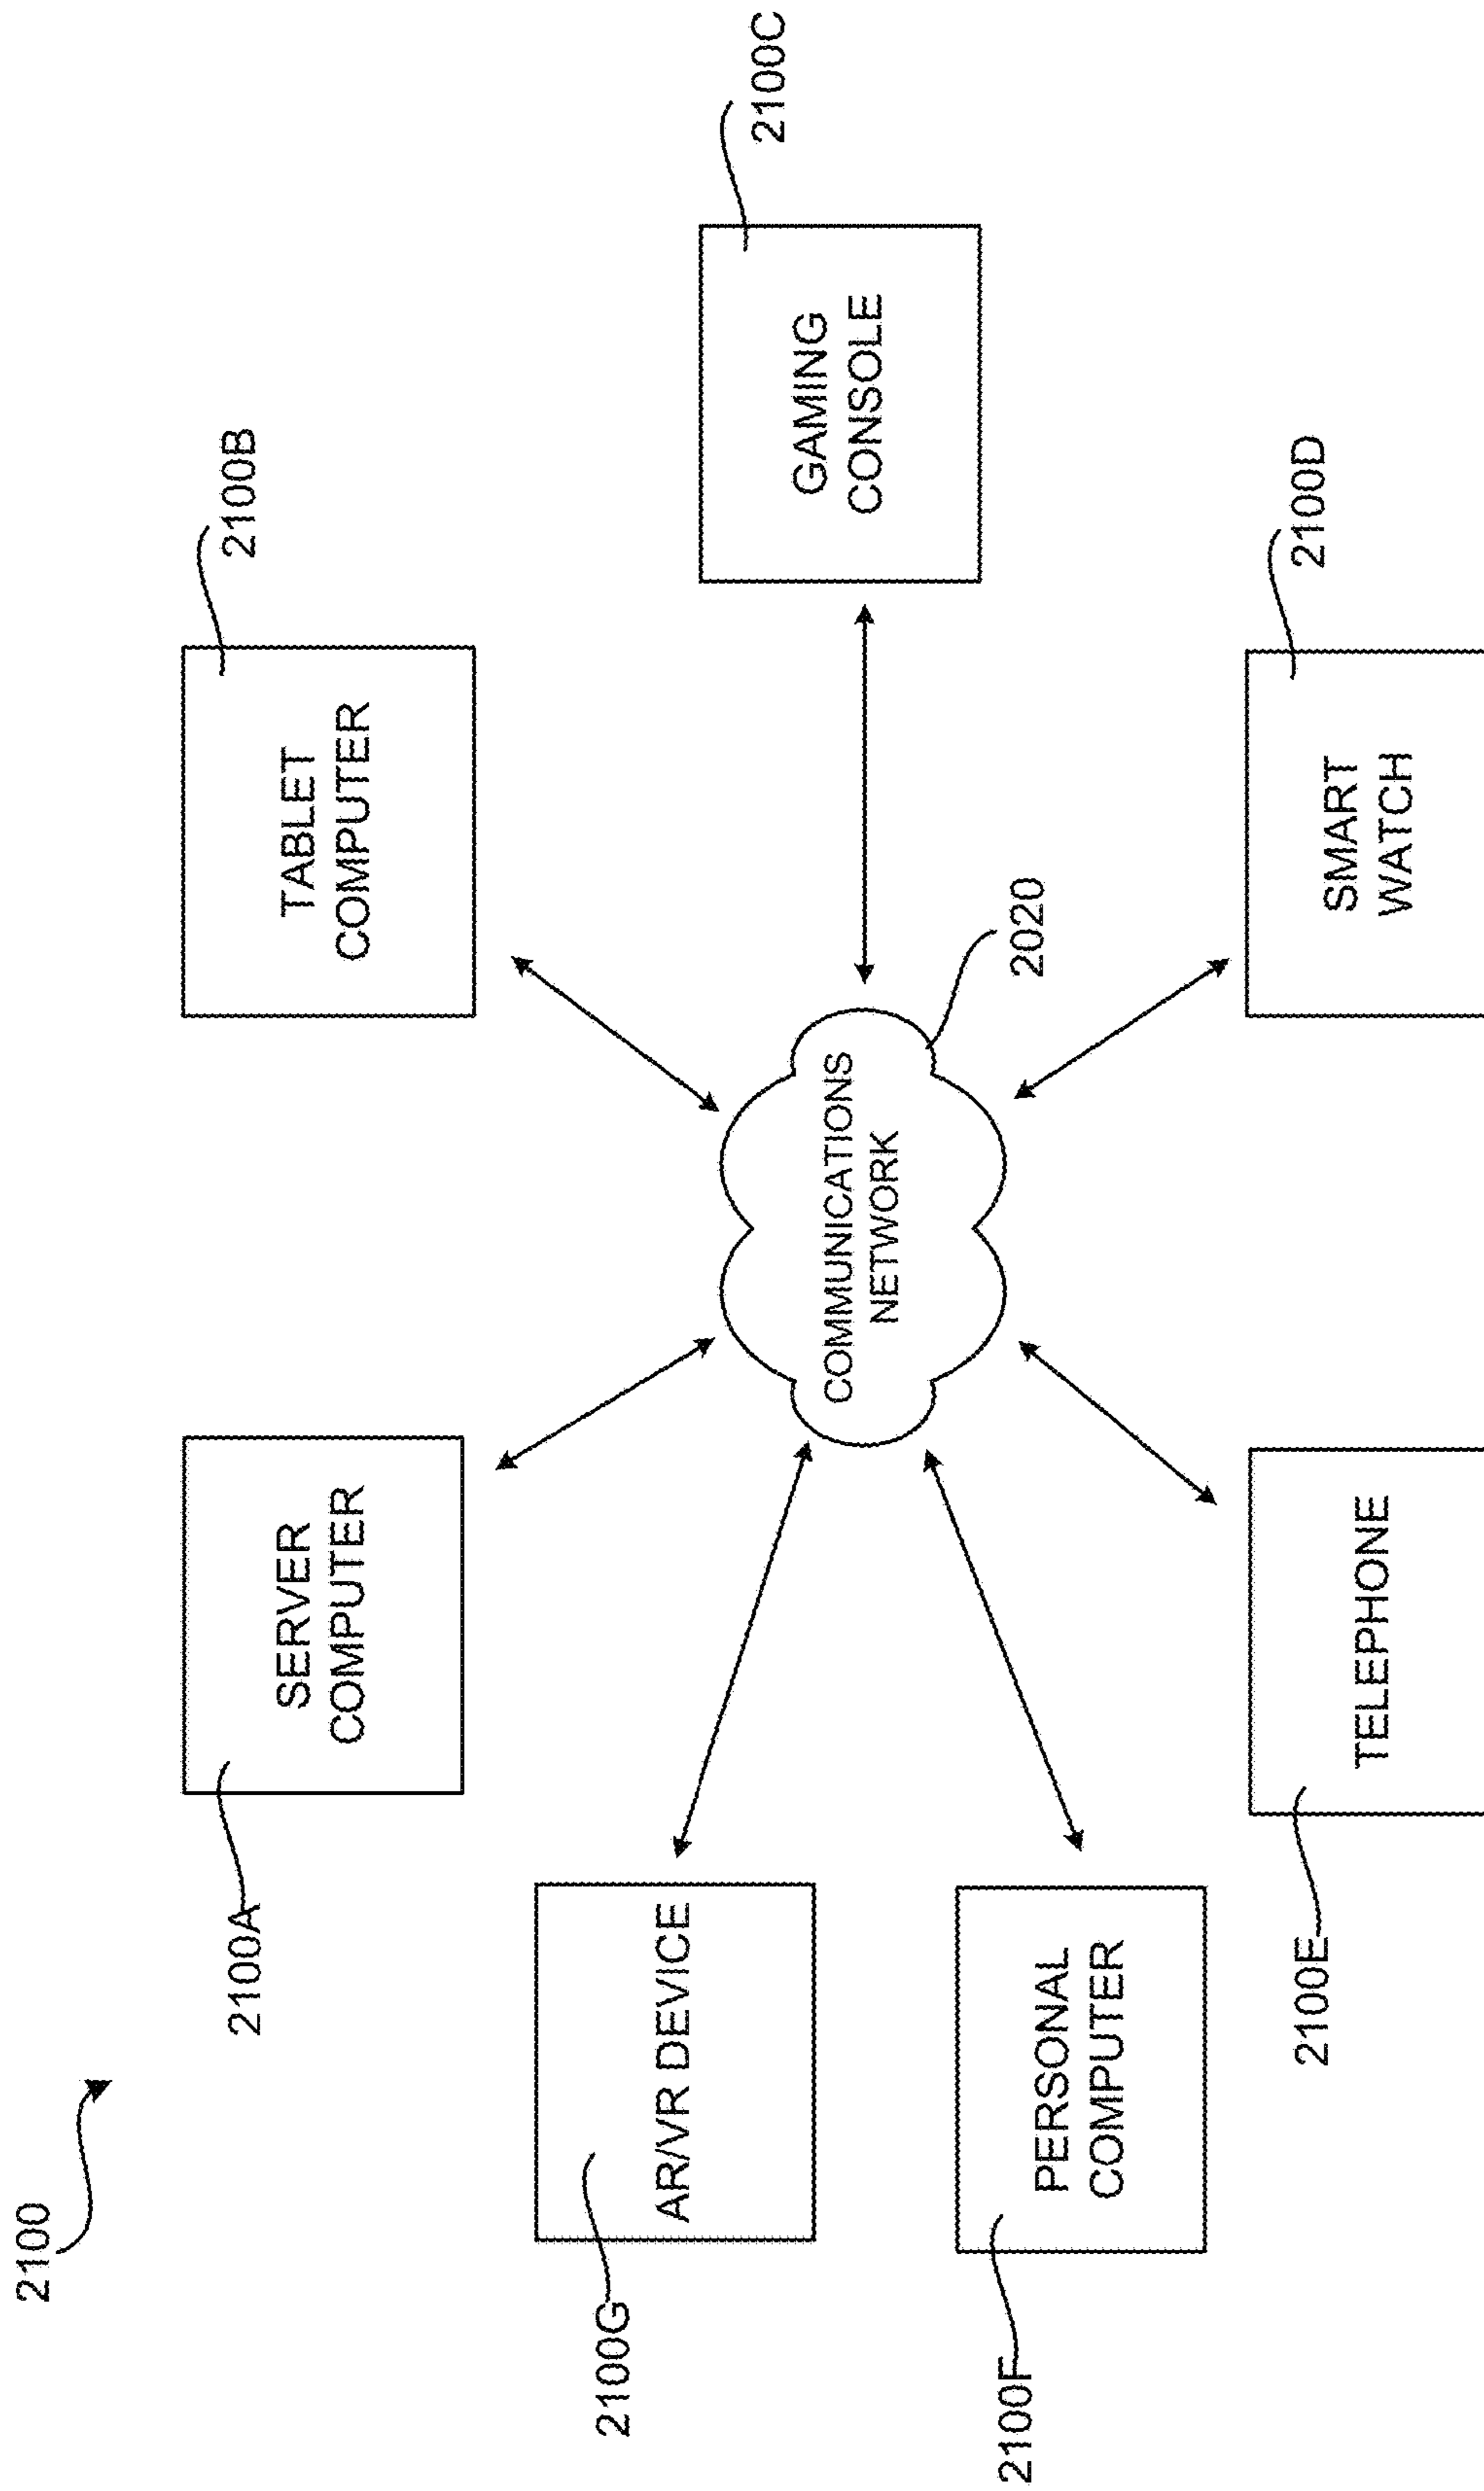 2100
2100A
SERVER
COMPUTER
TABLET
COMPUTER
2100B
2100G
AR/VR DEVICE
COMMUNICATIONS
NETWORK
2020
GAMING
CONSOLE
2100C
2100F
PERSONAL
COMPUTER
2100E
TELEPHONE
SMART
WATCH
2100D